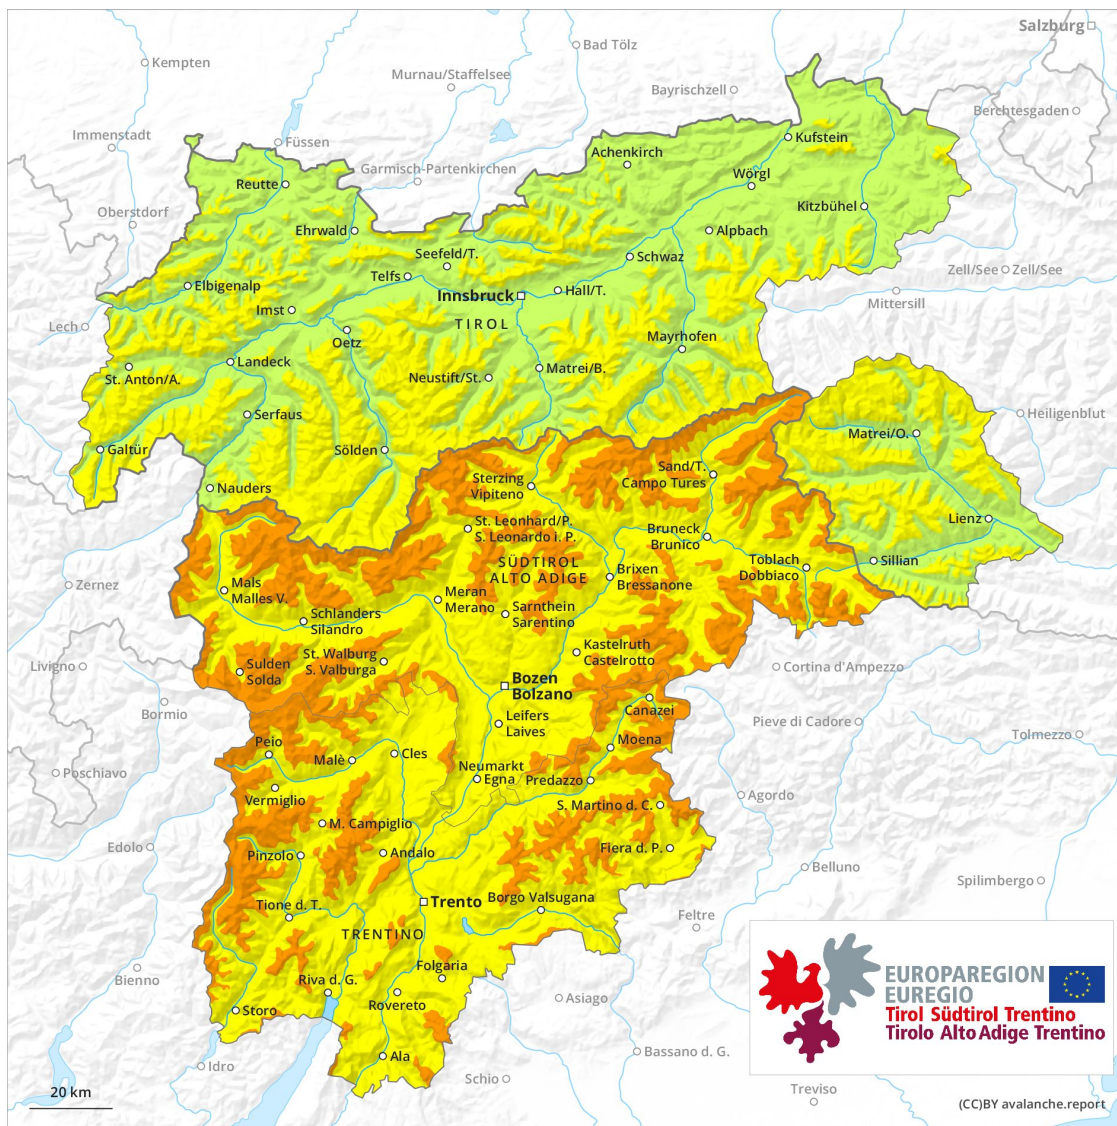 Salzburg
Bad Tölz
Kempten
Murnau/Staffelsee
Bayrischzell
Berchtesgaden
Immenstadt
Füssen
Kufstein
Achenkirch
Garmisch-Partenkirchen
Wörgl
Reutte
Oberstdorf
Kitzbühel
Ehrwald
Alpbach
Seefeld/T.
Schwaz
Telfs
Zell/See
Zell/See
Elbigenalp
Innsbruck
Hall/T.
Mittersill
Imst
TIROL
Lech
Oetz
Mayrhofen
Landeck
Matrei/B.
St. Anton/A.
Neustift/St.
Serfaus
Heiligenblut
Matrei/O.
Galtür
Sölden
Sand/T.
Campo Tures
Sterzing
Vipiteno
Nauders
St. Leonhard/P.
S. Leonardo i. P.
Lienz
Bruneck
Brunico
SÜDTIROL
ALTO ADIGE
Toblach
Dobbiaco
Sillian
Brixen
Bressanone
Zernez
Mals
Malles V.
Meran
Merano
Sarnthein
Sarentino
Schlanders
Silandro
Kastelruth
Castelrotto
St. Walburg
S. Valburga
Livigno
Sulden
Solda
Cortina d'Ampezzo
Bozen
Bolzano
Bormio
Canazei
Leifers
Laives
Pieve di Cadore
Tolmezzo
Peio
Moena
Malè
Cles
Poschiavo
Neumarkt
Egna
Predazzo
Vermiglio
Agordo
S. Martino d. C.
M. Campiglio
Edolo
Pinzolo
Andalo
Fiera d. P.
Belluno
Spilimbergo
Trento
Borgo Valsugana
Tione d. T.
Feltre
TRENTINO
Folgaria
Bienno
Riva d. G.
Rovereto
Asiago
Storo
EUROPAREGION
EUREGIO
Tirol Südtirol Trentino
Tirolo Alto Adige Trentino
Ala
Bassano d. G.
Idro
Schio
Treviso
20 km
(CC)BY avalanche.report